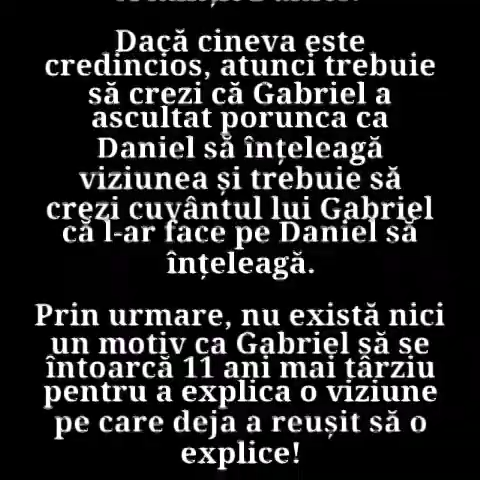 Dacă cineva este
credincios, atunci trebuie
să crezi că Gabriel a
ascultat porunca ca
Daniel să înțeleagă
viziunea și trebuie să
crezi cuvântul lui Gabriel
că l-ar face pe Daniel să
înțeleagă.
Prin urmare, nu există nici
un motiv ca Gabriel să se
întoarcă 11 ani mai târziu
pentru a explica o viziune
pe care deja a reușit să o
explice!